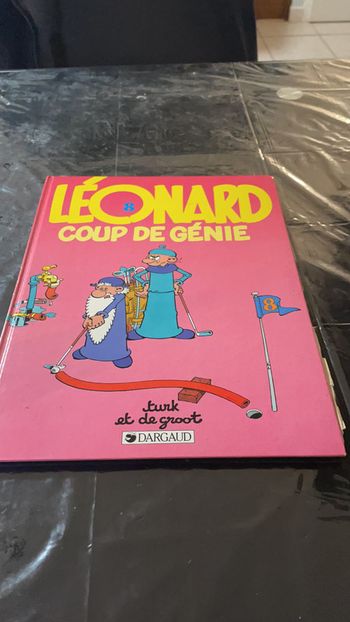 LÉONARD
8
COUP DE GÉNIE
8
turk
et de groot
DARGAUD